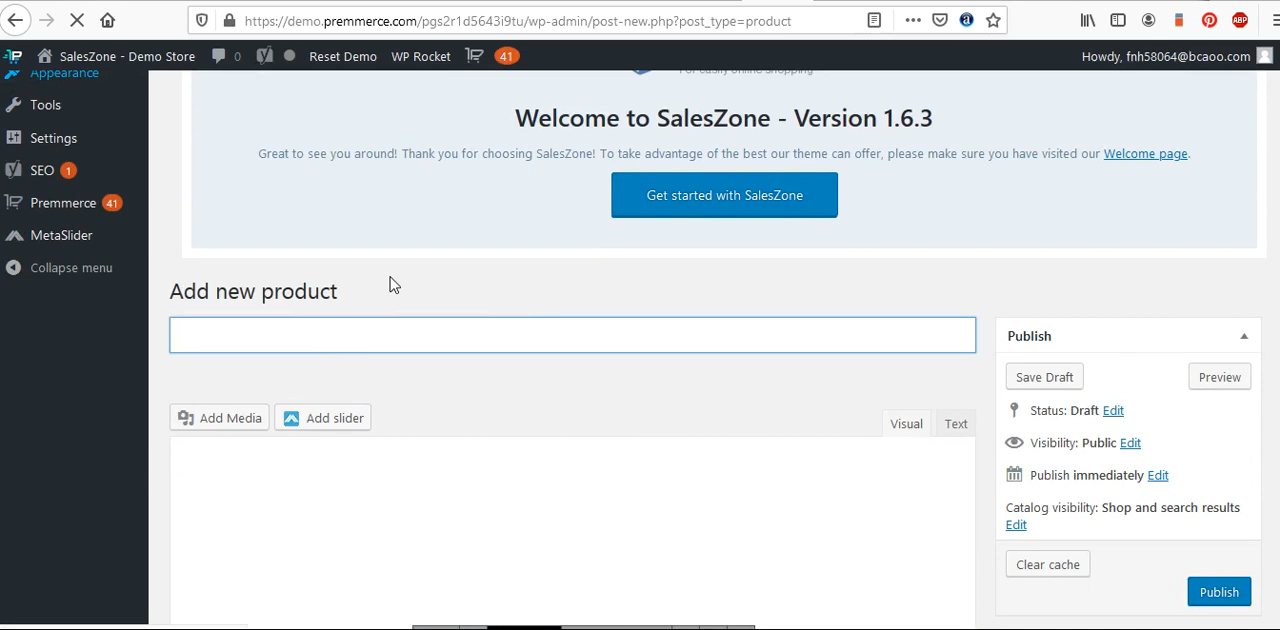 https://demo.premmerce.com/pgs2r1d5643i9tu/wp-admin/post-new.php?post_type=product
SalesZone - Demo Store 0 Reset Demo WP Rocket 41 Howdy, fnh58064@bcaoo.com
Appearance
Tools
Settings
SEO 1
Premmerce 41
MetaSlider
Collapse menu
For easily online shopping
Welcome to SalesZone - Version 1.6.3
Great to see you around! Thank you for choosing SalesZone! To take advantage of the best our theme can offer, please make sure you have visited our Welcome page.
Get started with SalesZone
Add new product
Add Media Add slider Visual Text
Publish
Save Draft Preview
Status: Draft Edit
Visibility: Public Edit
Publish immediately Edit
Catalog visibility: Shop and search results
Edit
Clear cache
Publish